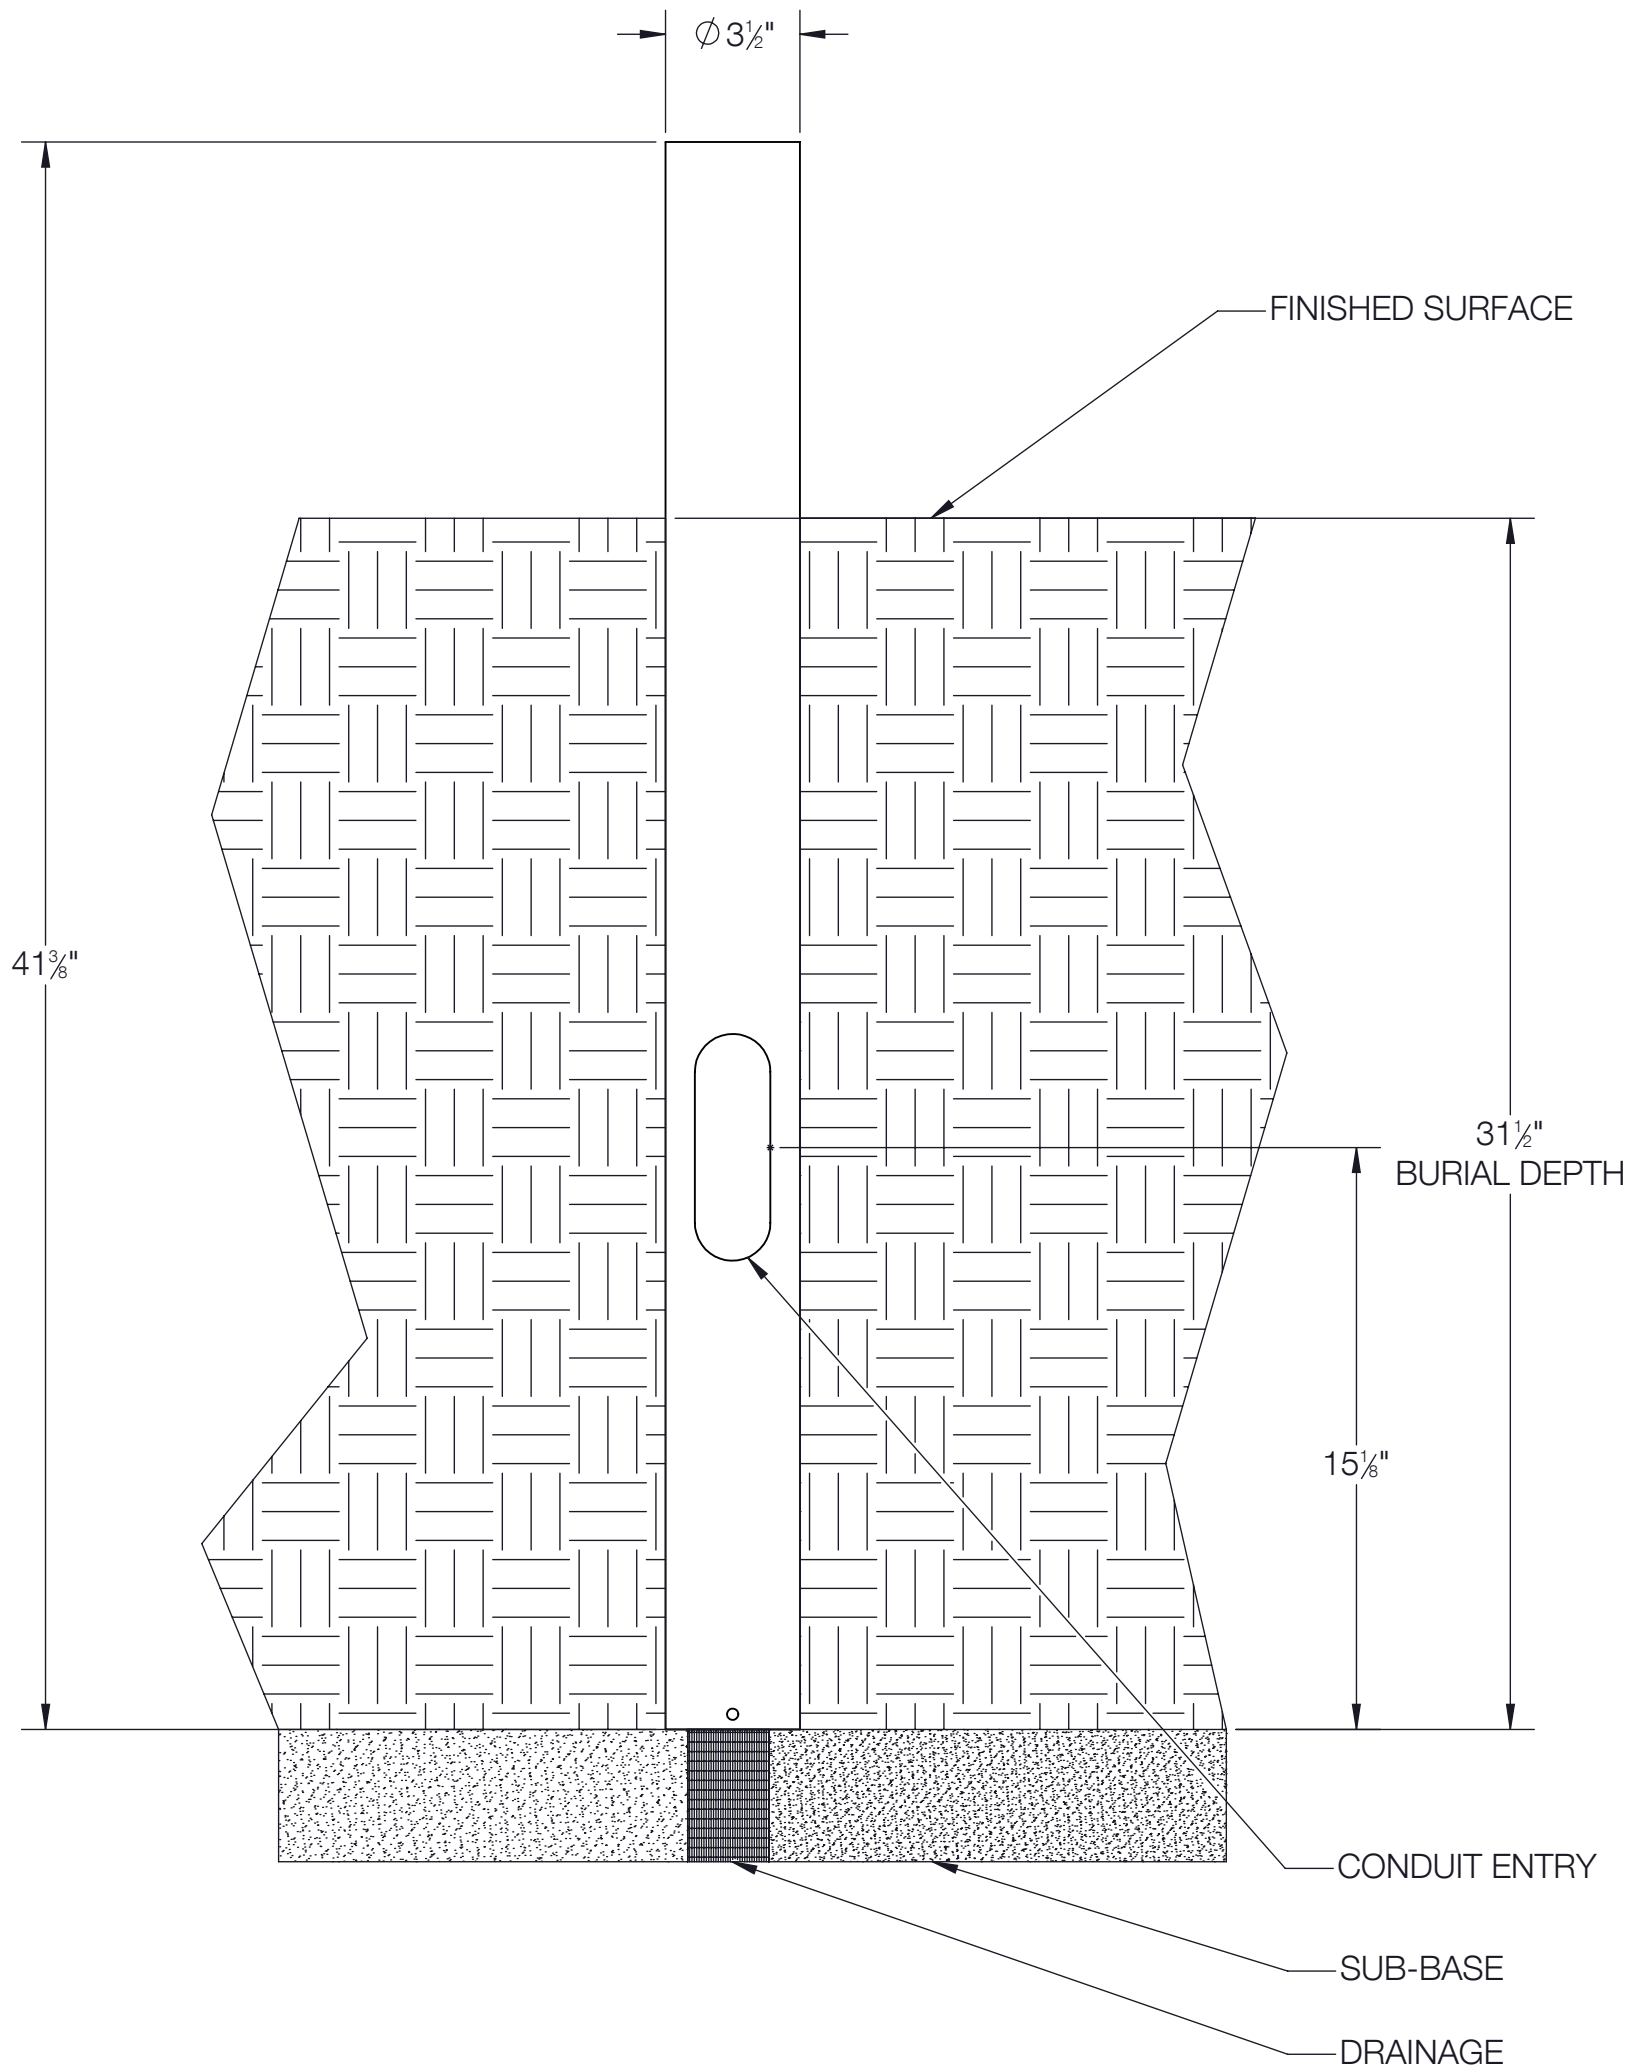 ∅ 3½"
FINISHED SURFACE
41⅜"
31½"
BURIAL DEPTH
15⅛"
CONDUIT ENTRY
SUB-BASE
DRAINAGE